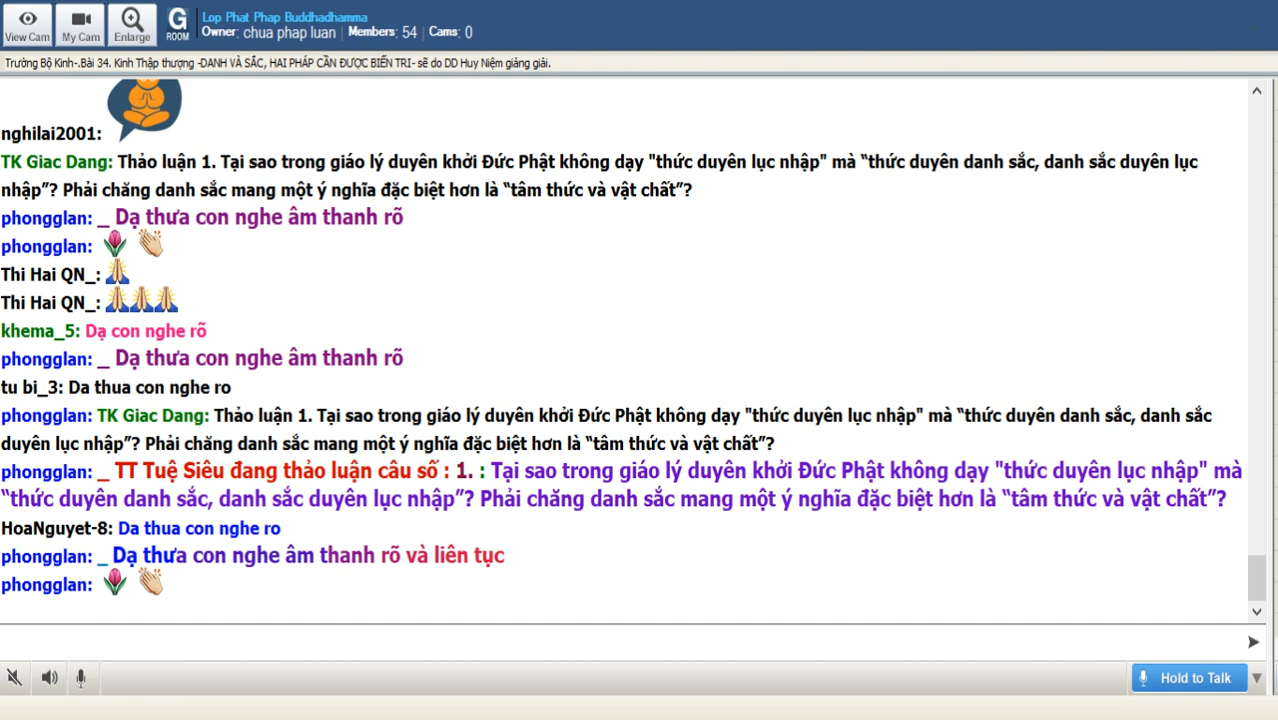 View Cam
My Cam
Enlarge
G
ROOM
Lop Phat Phap Buddhadhamma
Owner: chua phap luan | Members: 54 | Cams: 0
Trường Bộ Kinh-.Bài 34. Kinh Thập thượng -DANH VÀ SẮC, HAI PHÁP CẦN ĐƯỢC BIẾN TRI- sẽ do DD Huy Niệm giảng giải.
nghilai2001:
TK Giac Dang: Thảo luận 1. Tại sao trong giáo lý duyên khởi Đức Phật không dạy "thức duyên lục nhập" mà “thức duyên danh sắc, danh sắc duyên lục
nhập”? Phải chăng danh sắc mang một ý nghĩa đặc biệt hơn là “tâm thức và vật chất”?
phongglan: _ Dạ thưa con nghe âm thanh rõ
phongglan:
Thi Hai QN_:
Thi Hai QN_:
khema_5: Dạ con nghe rõ
phongglan: _ Dạ thưa con nghe âm thanh rõ
tu bi_3: Da thua con nghe ro
phongglan: TK Giac Dang: Thảo luận 1. Tại sao trong giáo lý duyên khởi Đức Phật không dạy "thức duyên lục nhập" mà “thức duyên danh sắc, danh sắc
duyên lục nhập”? Phải chăng danh sắc mang một ý nghĩa đặc biệt hơn là “tâm thức và vật chất”?
phongglan: _ TT Tuệ Siêu đang thảo luận câu số : 1. : Tại sao trong giáo lý duyên khởi Đức Phật không dạy "thức duyên lục nhập" mà
“thức duyên danh sắc, danh sắc duyên lục nhập”? Phải chăng danh sắc mang một ý nghĩa đặc biệt hơn là “tâm thức và vật chất”?
HoaNguyet-8: Da thua con nghe ro
phongglan: _ Dạ thưa con nghe âm thanh rõ và liên tục
phongglan:
Hold to Talk